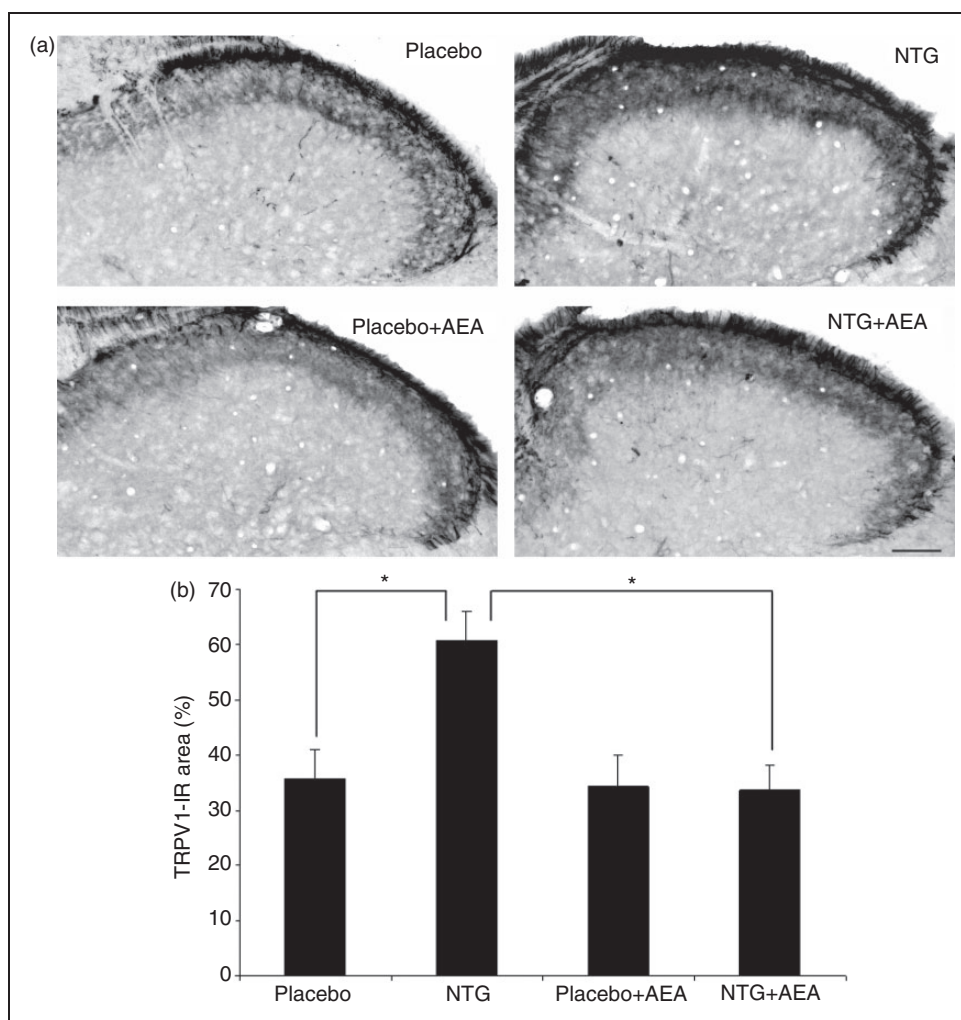 (a)
Placebo
NTG
Placebo+AEA
NTG+AEA
(b)
* *
TRPV1-IR area (%)
70
60
50
40
30
20
10
0
Placebo NTG Placebo+AEA NTG+AEA